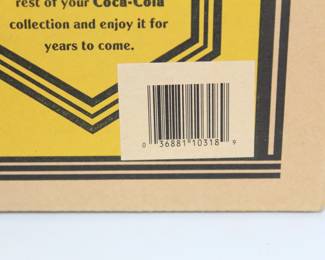 rest of your Coca-Cola
collection and enjoy it for
years to come.
0 36881 10318 9